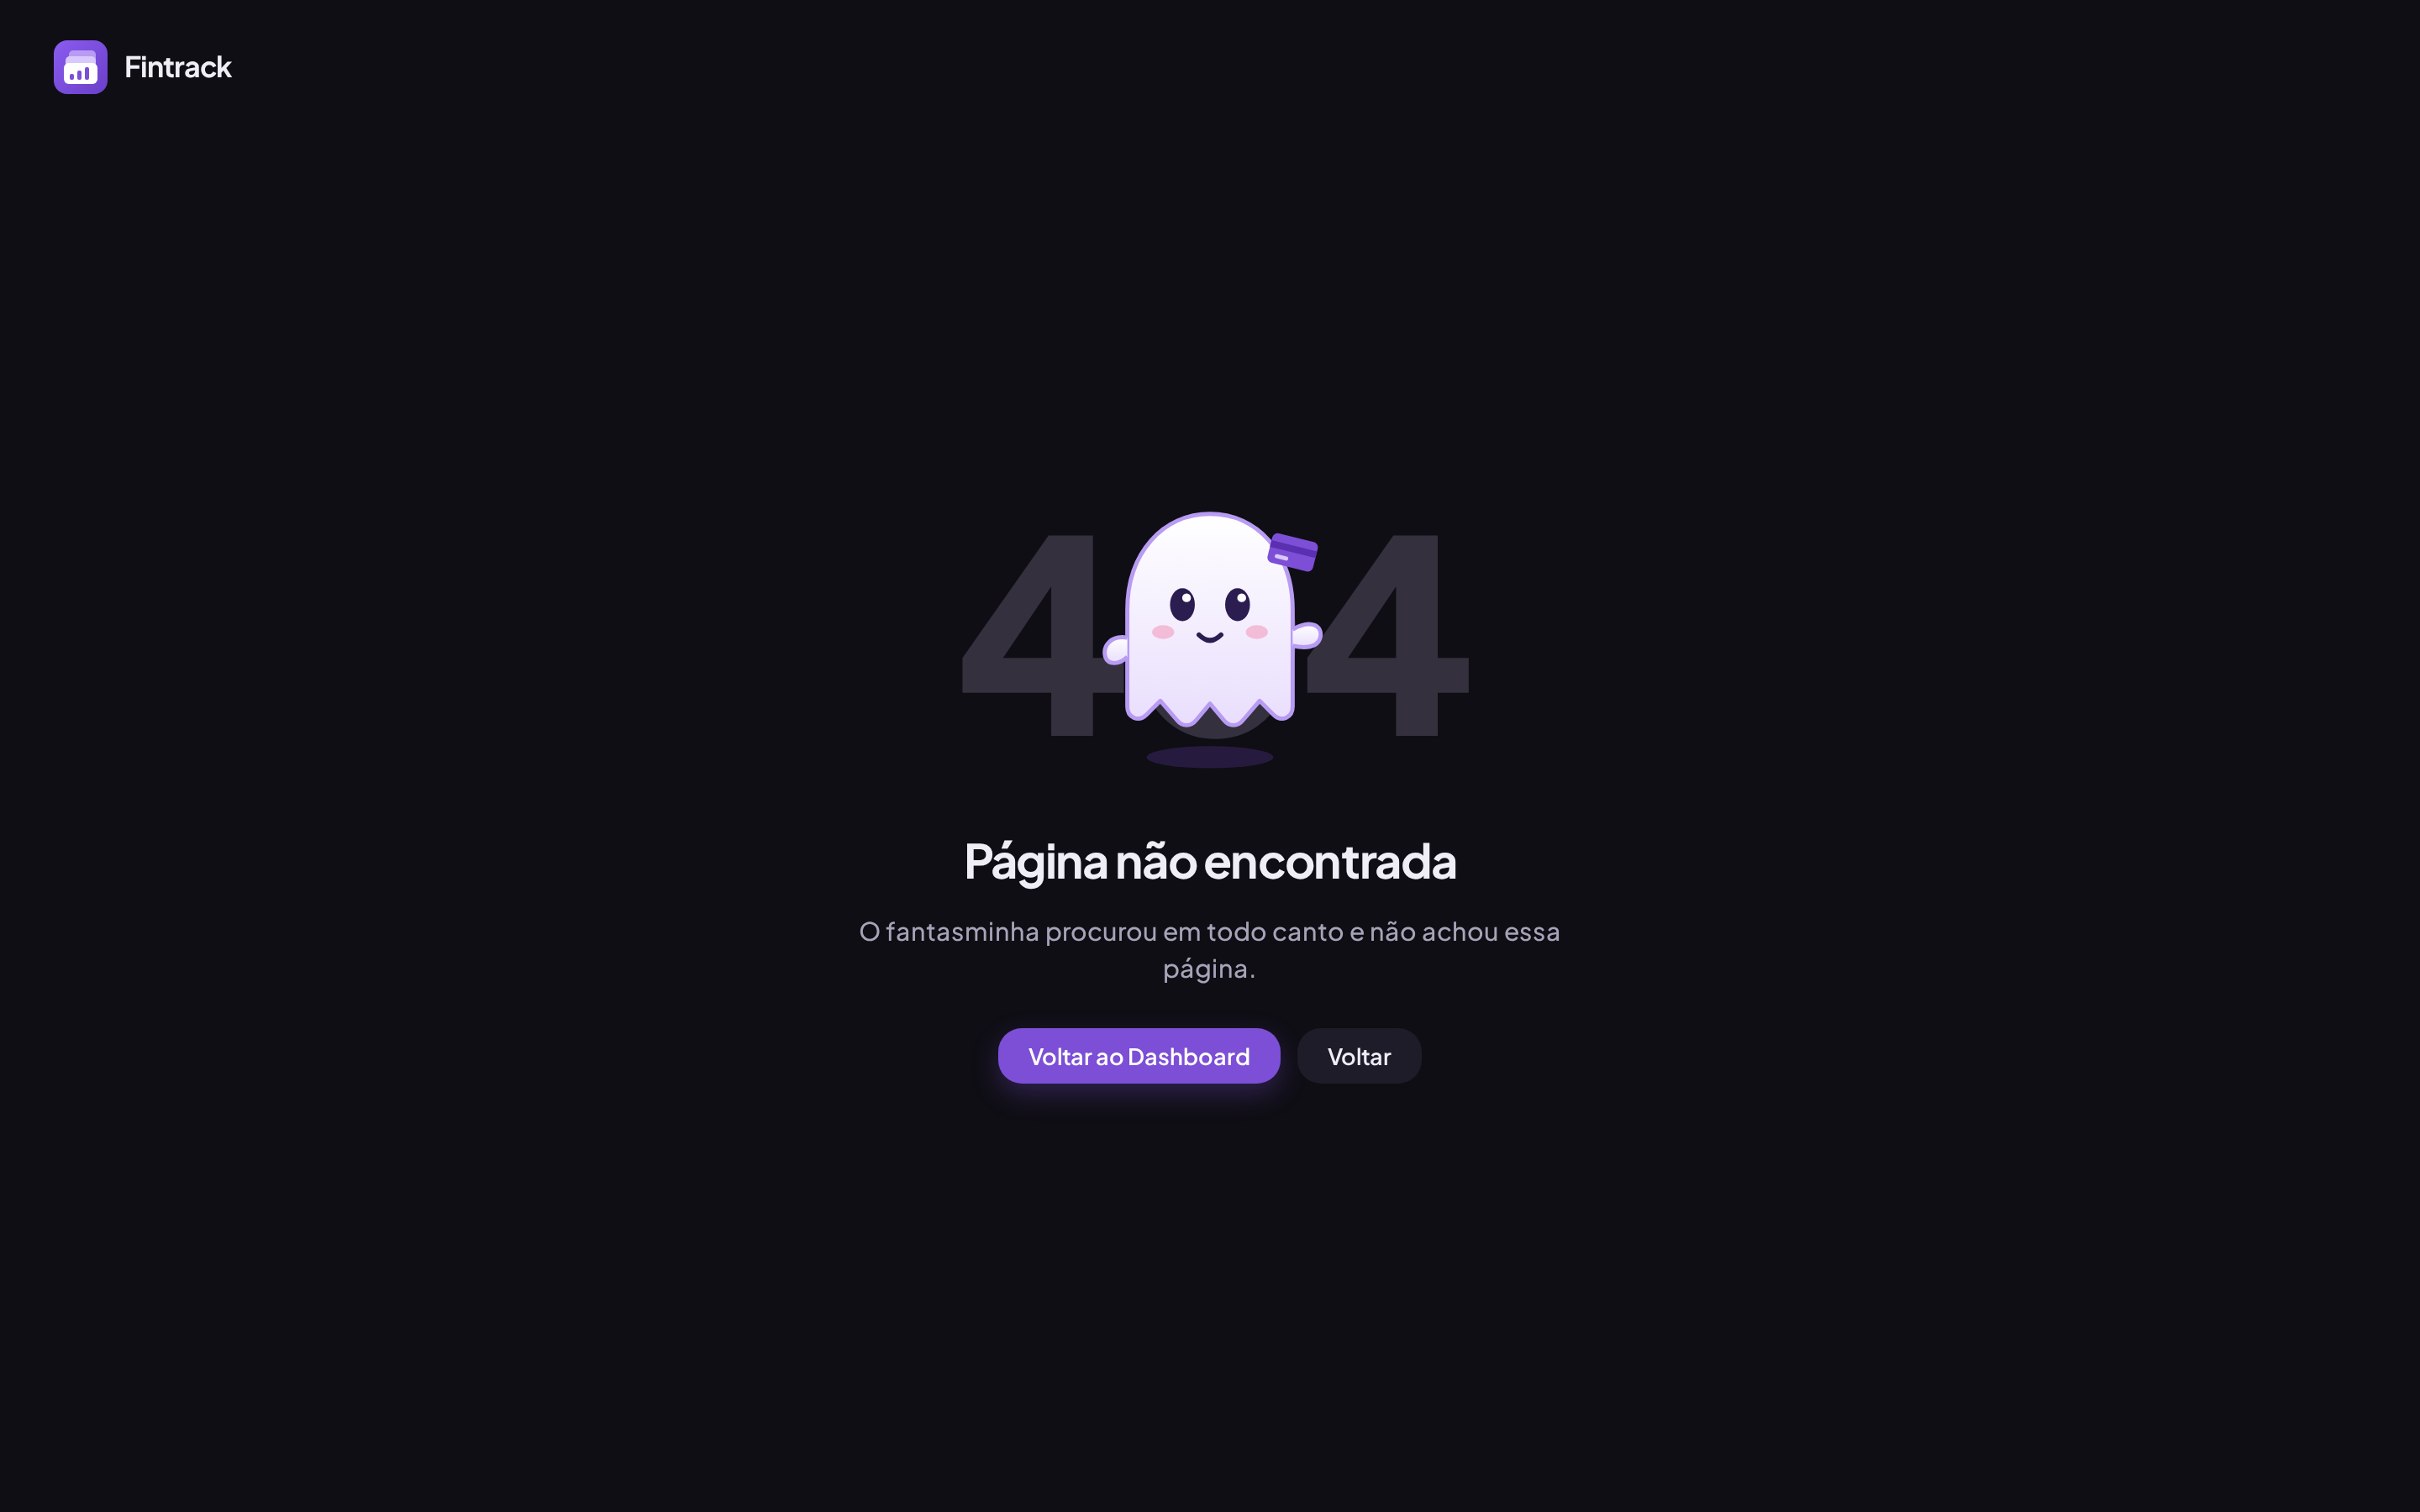 Fintrack
404
Página não encontrada
O fantasminha procurou em todo canto e não achou essa
página.
Voltar ao Dashboard
Voltar